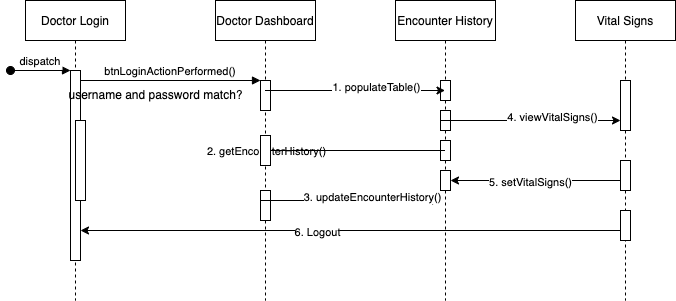 Doctor Login
Doctor Dashboard
Encounter History
Vital Signs
dispatch
btnLoginActionPerformed()
username and password match?
1. populateTable()
4. viewVitalSigns()
2. getEncounterHistory()
5. setVitalSigns()
3. updateEncounterHistory()
6. Logout